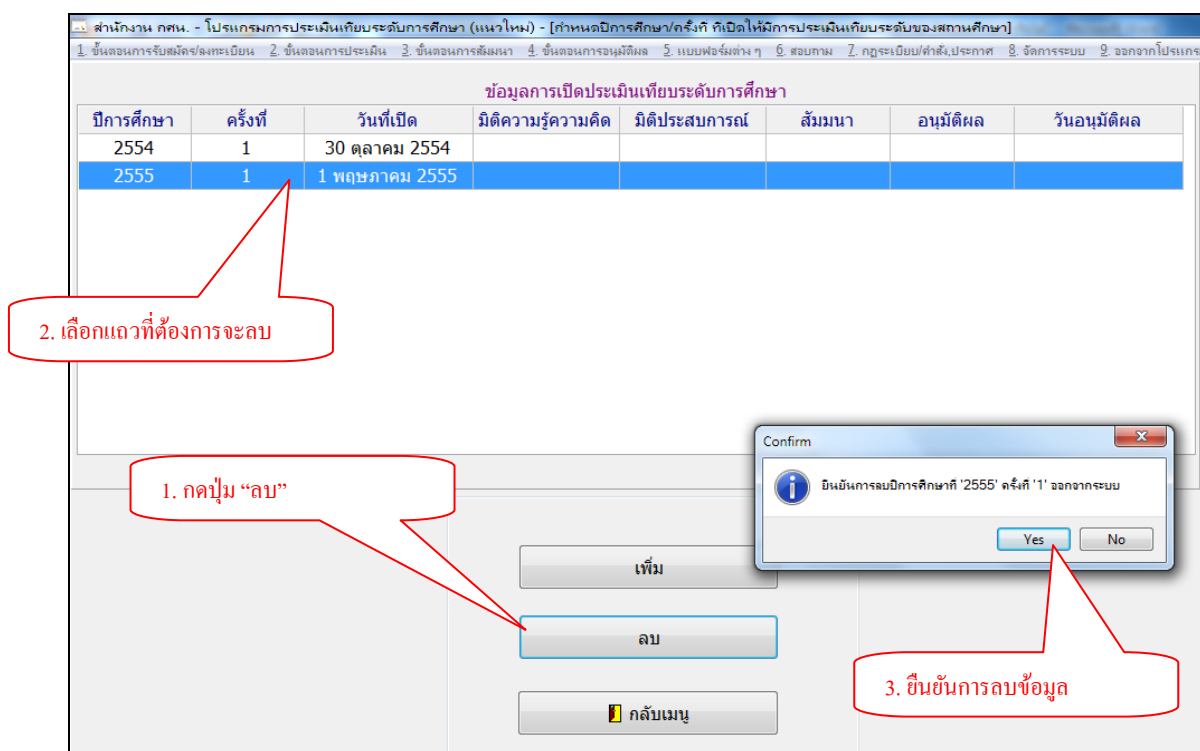 สำนักงาน กศน. - โปรแกรมการประเมินเทียบระดับการศึกษา (แนวใหม่) - [กำหนดปีการศึกษา/ครั้งที่ ที่เปิดให้มีการประเมินเทียบระดับของสถานศึกษา]
1. ขั้นตอนการรับสมัคร/ลงทะเบียน 2. ขั้นตอนการประเมิน 3. ขั้นตอนการสัมมนา 4. ขั้นตอนการอนุมัติผล 5. แบบฟอร์มต่าง ๆ 6. สอบถาม 7. กฎระเบียบ/คำสั่ง,ประกาศ 8. จัดการระบบ 9. ออกจากโปรแกร
ข้อมูลการเปิดประเมินเทียบระดับการศึกษา
ปีการศึกษา ครั้งที่ วันที่เปิด มิติความรู้ความคิด มิติประสบการณ์ สัมมนา อนุมัติผล วันอนุมัติผล
2554 1 30 ตุลาคม 2554
2555 1 1 พฤษภาคม 2555
2. เลือกแถวที่ต้องการจะลบ
Confirm
ยืนยันการลบปีการศึกษาที่ '2555' ครั้งที่ '1' ออกจากระบบ
Yes No
1. กดปุ่ม “ลบ”
เพิ่ม
ลบ
3. ยืนยันการลบข้อมูล
กลับเมนู